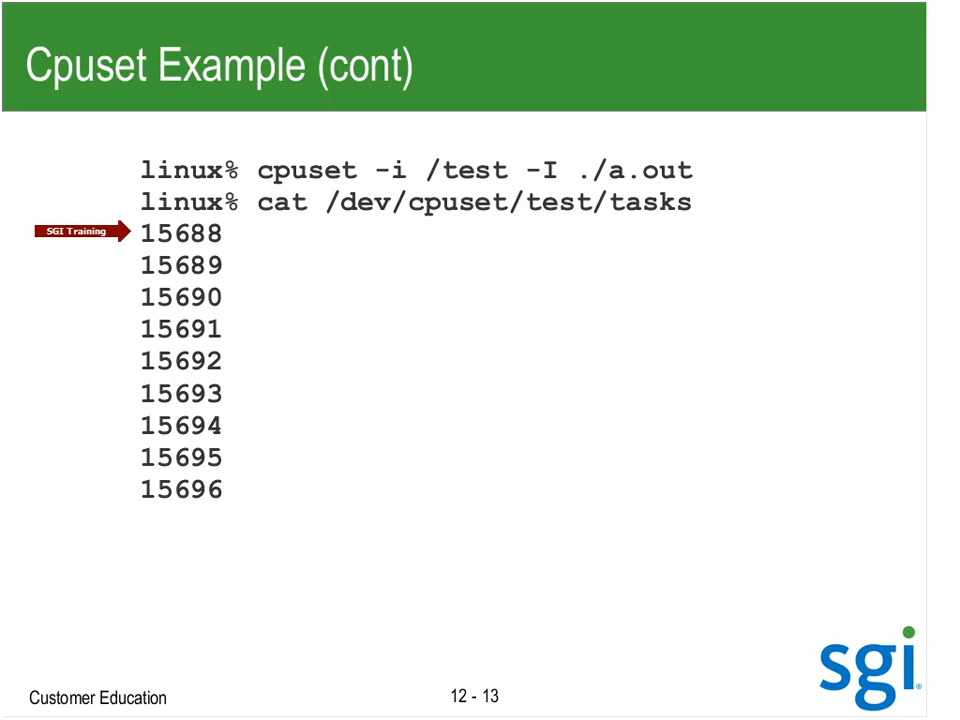 Cpuset Example (cont)
linux% cpuset -i /test -I ./a.out
linux% cat /dev/cpuset/test/tasks
SGI Training
15688
15689
15690
15691
15692
15693
15694
15695
15696
Customer Education
12 - 13
sgi®